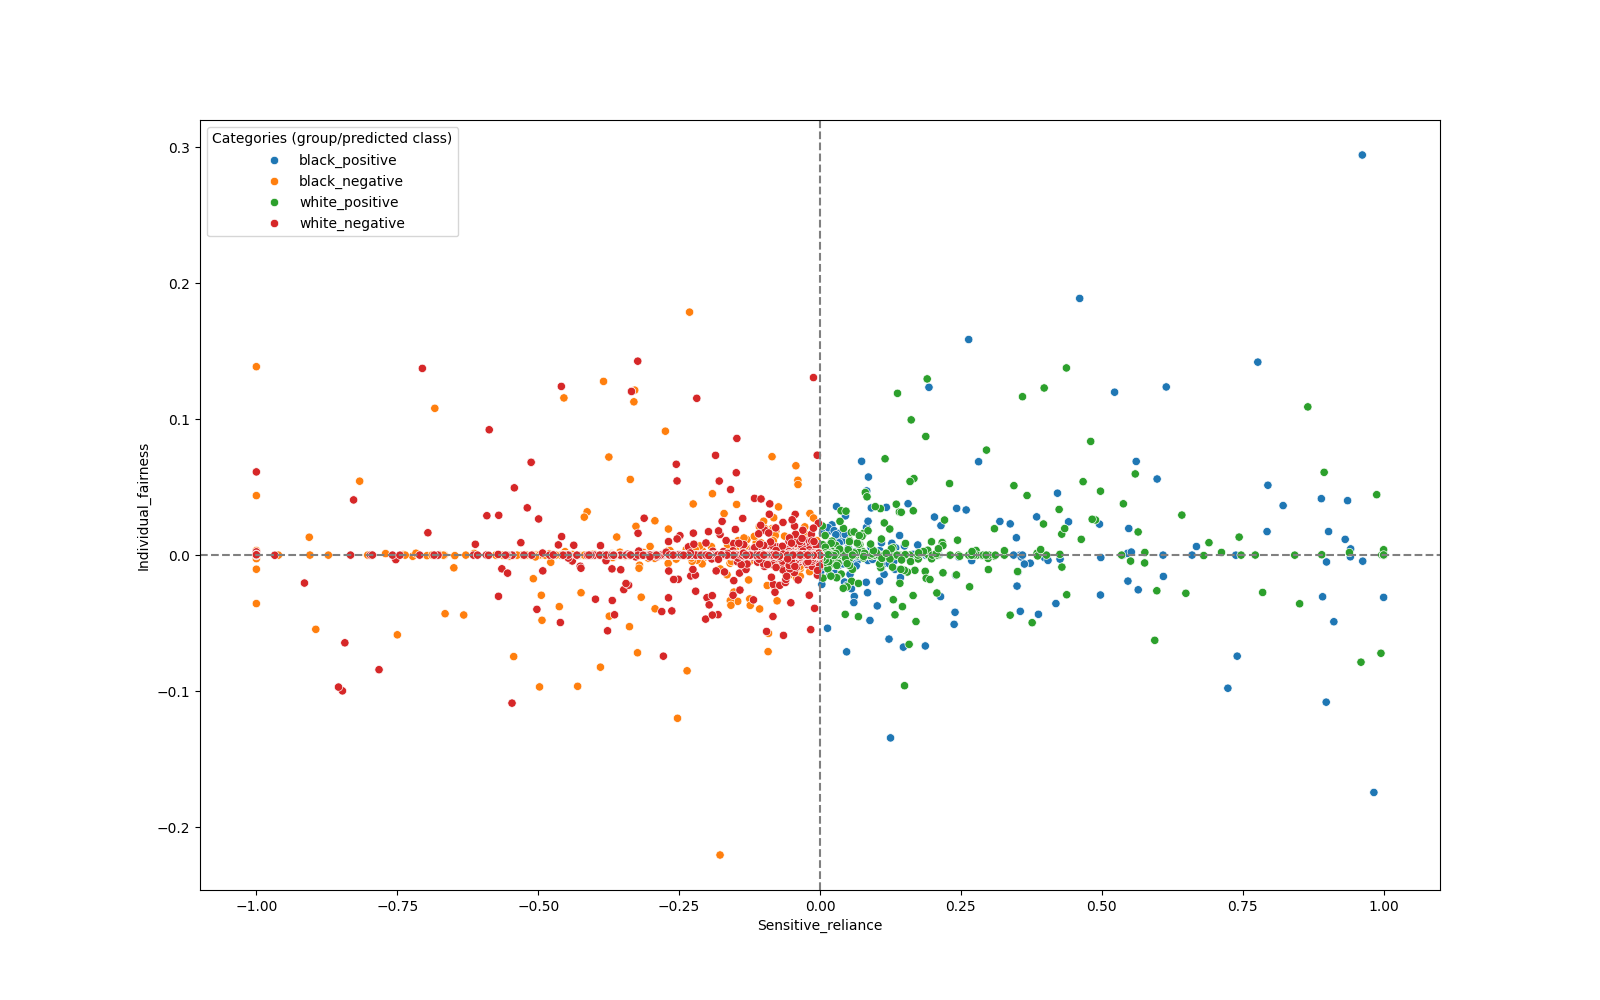 Categories (group/predicted class)
black_positive
black_negative
white_positive
white_negative
0.3
0.2
0.1
0.0
−0.1
−0.2
Individual_fairness
−1.00 −0.75 −0.50 −0.25 0.00 0.25 0.50 0.75 1.00
Sensitive_reliance